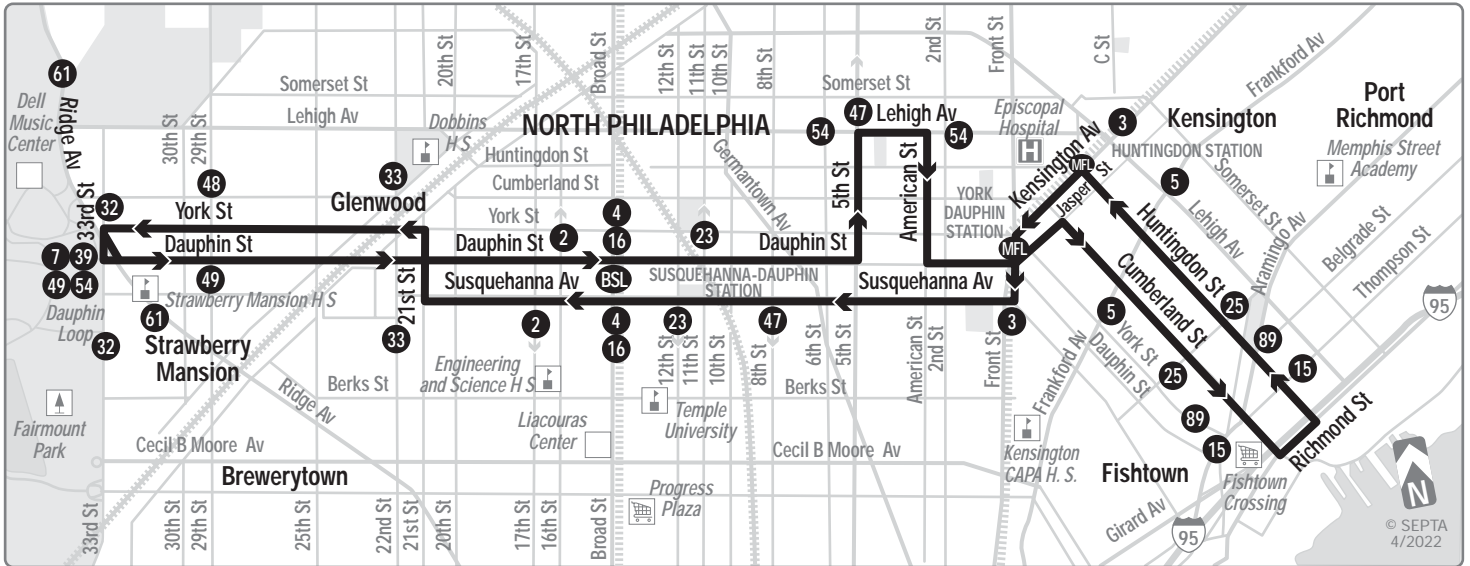 61
Ridge Av
Dell
Music
Center
33rd St
32
7
39
49
54
Dauphin
Loop
32
Fairmount
Park
33rd St
30th St
29th St
48
York St
Dauphin St
49
Strawberry Mansion H S
61
Strawberry
Mansion
Somerset St
Lehigh Av
20th St
17th St
Broad St
Dobbins
H S
33
Glenwood
21st St
33
NORTH PHILADELPHIA
Huntingdon St
Cumberland St
York St
Dauphin St
2
4
16
BSL
Susquehanna Av
SUSQUEHANNA-DAUPHIN
STATION
2
4
16
23
23
47
12th St
11th St
10th St
8th St
Germantown Av
Dauphin St
5th St
Somerset St
47
Lehigh Av
54
54
American St
2nd St
Front St
C St
Episcopal
Hospital
H
YORK
DAUPHIN
STATION
Susquehanna Av
MFL
Kensington Av
MFL
Jasper St
3
Kensington
HUNTINGDON STATION
Frankford Av
Port
Richmond
Memphis Street
Academy
5
Somerset St
Lehigh Av
Huntingdon St
Aramingo Av
Belgrade St
Thompson St
95
25
89
15
Cumberland St
5
York St
Dauphin St
25
89
15
Richmond St
Fishtown
Crossing
Fishtown
Girard Av
95
3
Frankford Av
Kensington
CAPA H. S.
Front St
American St
2nd St
6th St
5th St
12th St
11th St
10th St
8th St
Berks St
Cecil B Moore Av
Temple
University
Progress
Plaza
Engineering
and Science H S
Liacouras
Center
Berks St
Ridge Av
Cecil B Moore Av
Brewerytown
33rd St
30th St
29th St
25th St
22nd St
21st St
20th St
17th St
16th St
Broad St
N
© SEPTA
4/2022